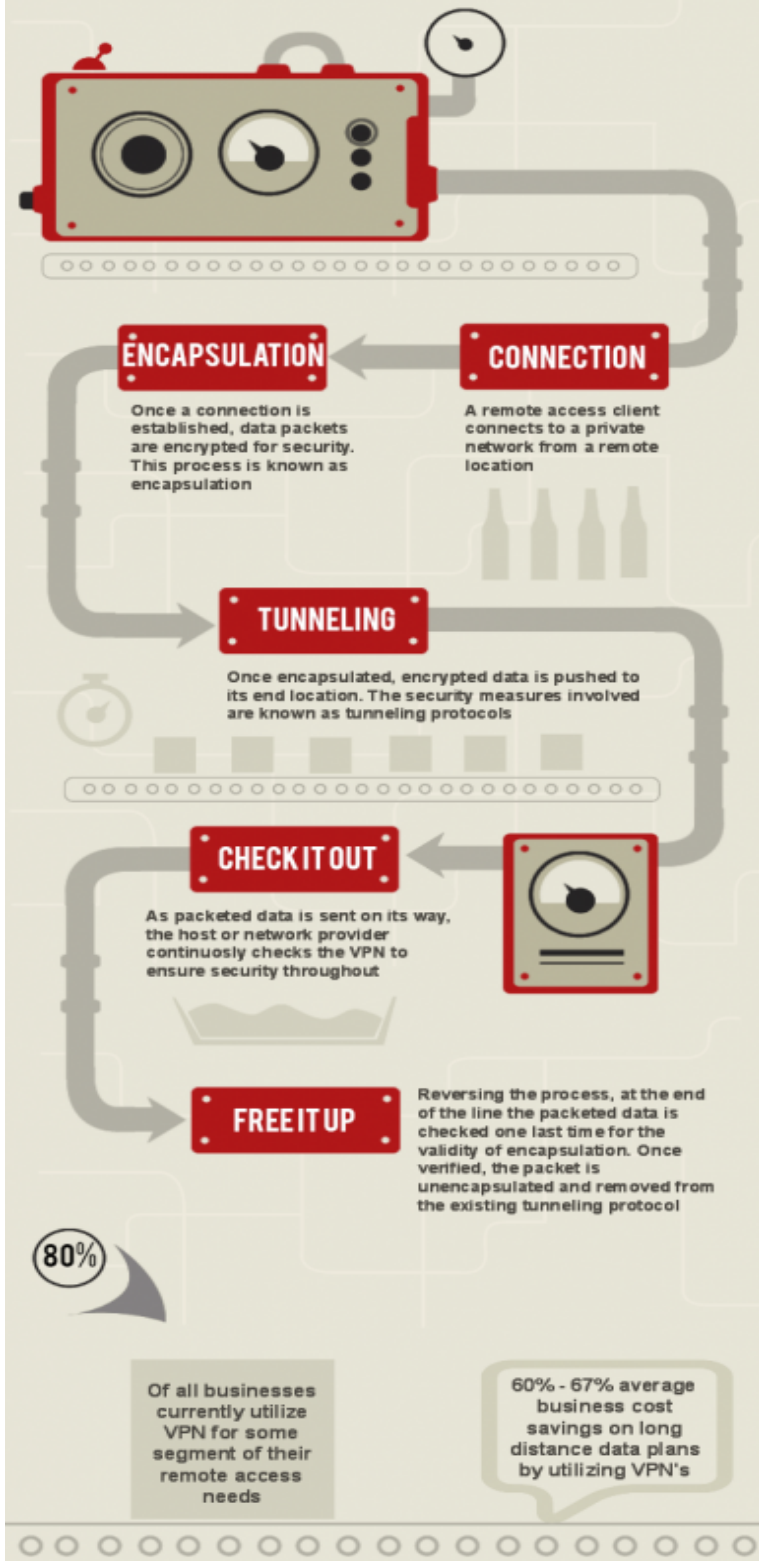 CONNECTION
A remote access client
connects to a private
network from a remote
location
ENCAPSULATION
Once a connection is
established, data packets
are encrypted for security.
This process is known as
encapsulation
TUNNELING
Once encapsulated, encrypted data is pushed to
its end location. The security measures involved
are known as tunneling protocols
CHECK IT OUT
As packeted data is sent on its way,
the host or network provider
continuosly checks the VPN to
ensure security throughout
FREE IT UP
Reversing the process, at the end
of the line the packeted data is
checked one last time for the
validity of encapsulation. Once
verified, the packet is
unencapsulated and removed from
the existing tunneling protocol
80%
Of all businesses
currently utilize
VPN for some
segment of their
remote access
needs
60% - 67% average
business cost
savings on long
distance data plans
by utilizing VPN's